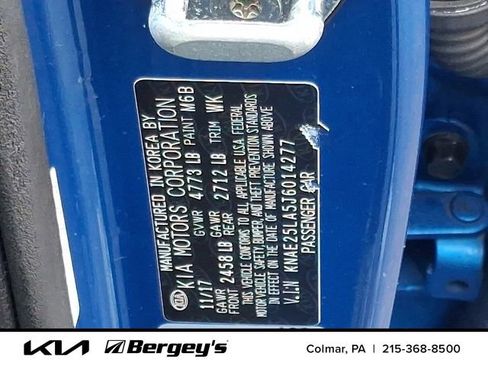 MANUFACTURED IN KOREA BY
KIA KIA MOTORS CORPORATION
11/17 GVWR 4773 LB PAINT M6B
GAWR FRONT 2458 LB GAWR REAR 2712 LB TRIM WK
THIS VEHICLE CONFORMS TO ALL APPLICABLE U.S.A. FEDERAL
MOTOR VEHICLE SAFETY, BUMPER, AND THEFT PREVENTION STANDARDS
IN EFFECT ON THE DATE OF MANUFACTURE SHOWN ABOVE
V.I.N KNAE25LA5J6014277
PASSENGER CAR
KIA Bergey's Colmar, PA | 215-368-8500